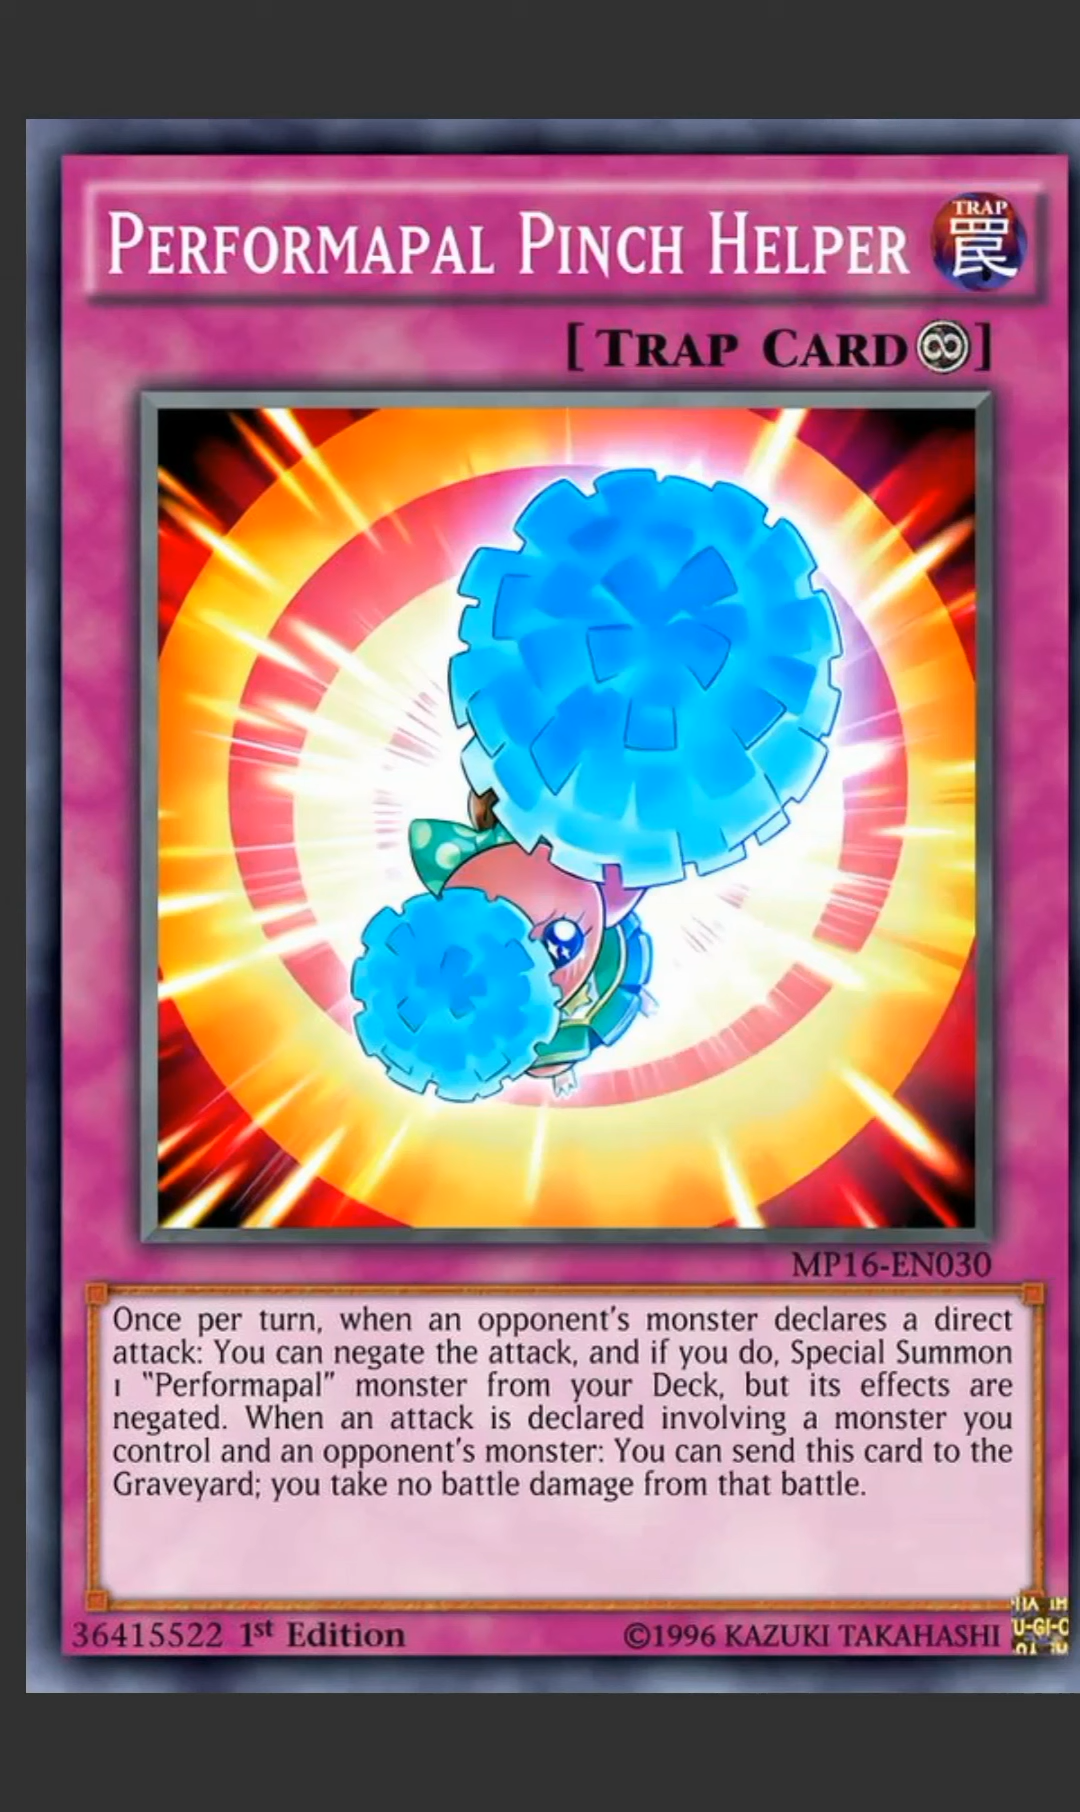 PERFORMAPAL PINCH HELPER
TRAP
罠
[ TRAP CARD ]
MP16-EN030
Once per turn, when an opponent's monster declares a direct
attack: You can negate the attack, and if you do, Special Summon
1 "Performapal" monster from your Deck, but its effects are
negated. When an attack is declared involving a monster you
control and an opponent's monster: You can send this card to the
Graveyard; you take no battle damage from that battle.
36415522 1st Edition
©1996 KAZUKI TAKAHASHI
U-GI-O